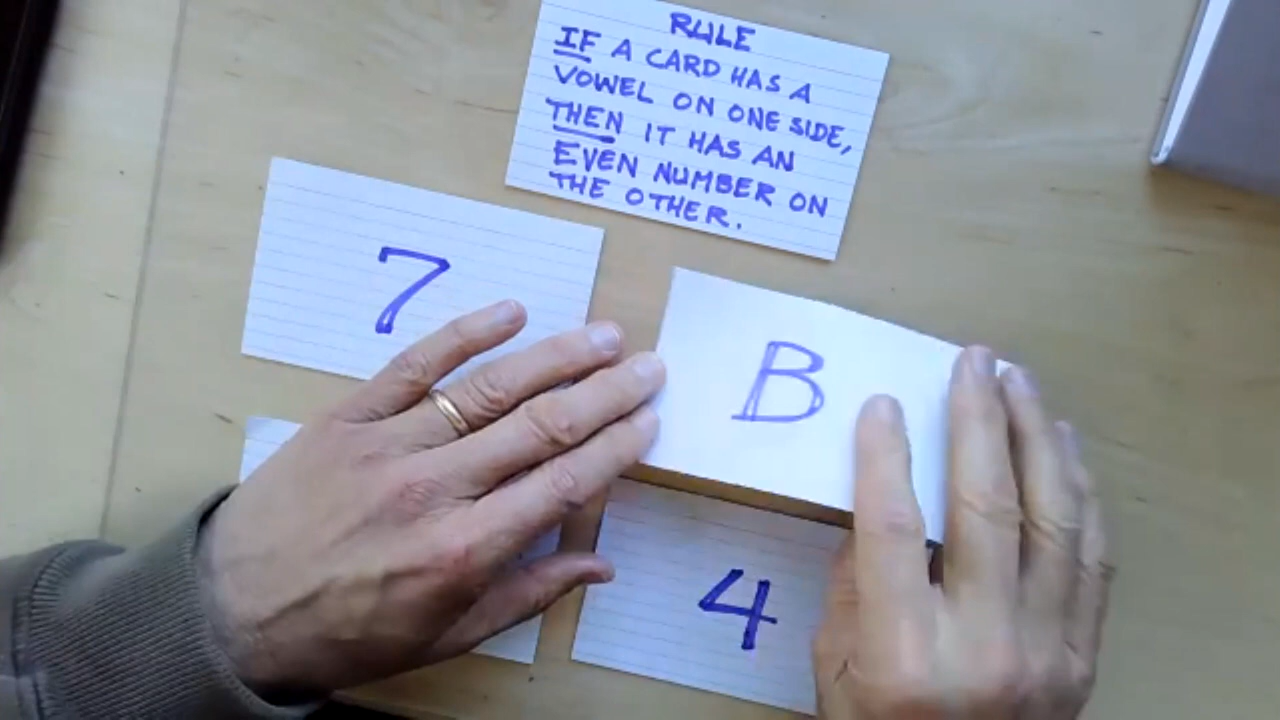 RULE
IF A CARD HAS A
VOWEL ON ONE SIDE,
THEN IT HAS AN
EVEN NUMBER ON
THE OTHER.
7
B
4